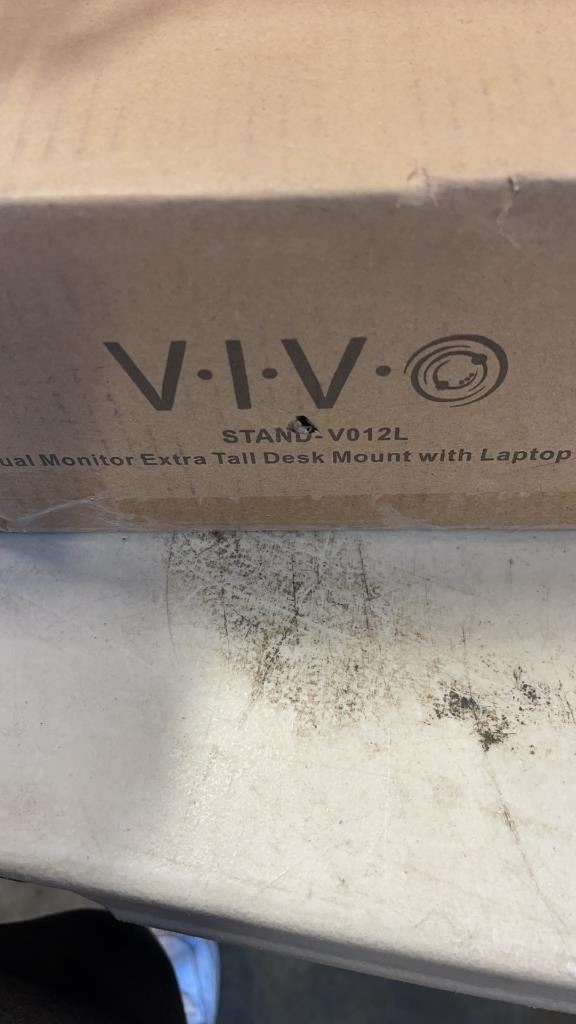 V·I·V·O
STAND-V012L
ual Monitor Extra Tall Desk Mount with Laptop